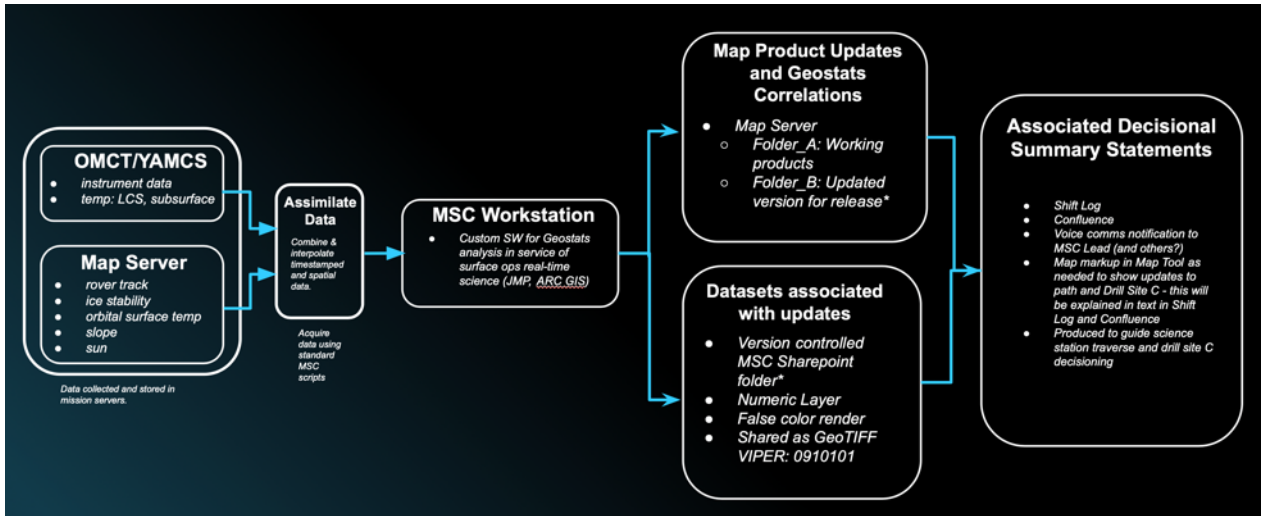 OMCT/YAMCS
● instrument data
● temp: LCS, subsurface
Map Server
● rover track
● ice stability
● orbital surface temp
● slope
● sun
Data collected and stored in
mission servers.
Assimilate
Data
Combine &
interpolate
timestamped
and spatial
data.
Acquire
data using
standard
MSC
scripts
MSC Workstation
● Custom SW for Geostats
analysis in service of
surface ops real-time
science (JMP, ARC GIS)
Map Product Updates
and Geostats
Correlations
● Map Server
○ Folder_A: Working
products
○ Folder_B: Updated
version for release*
Datasets associated
with updates
● Version controlled
MSC Sharepoint
folder*
● Numeric Layer
● False color render
● Shared as GeoTIFF
VIPER: 0910101
Associated Decisional
Summary Statements
● Shift Log
● Confluence
● Voice comms notification to
MSC Lead (and others?)
● Map markup in Map Tool as
needed to show updates to
path and Drill Site C - this will
be explained in text in Shift
Log and Confluence
● Produced to guide science
station traverse and drill site C
decisioning